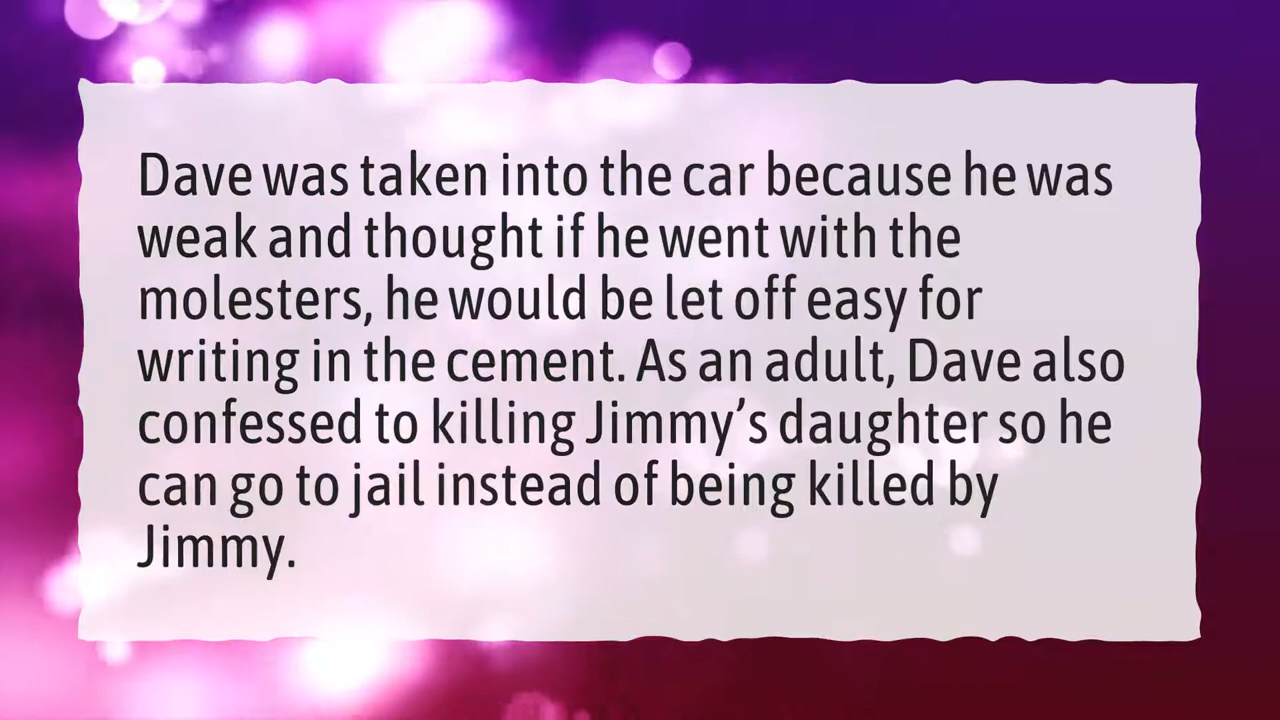 Dave was taken into the car because he was
weak and thought if he went with the
molesters, he would be let off easy for
writing in the cement. As an adult, Dave also
confessed to killing Jimmy’s daughter so he
can go to jail instead of being killed by
Jimmy.